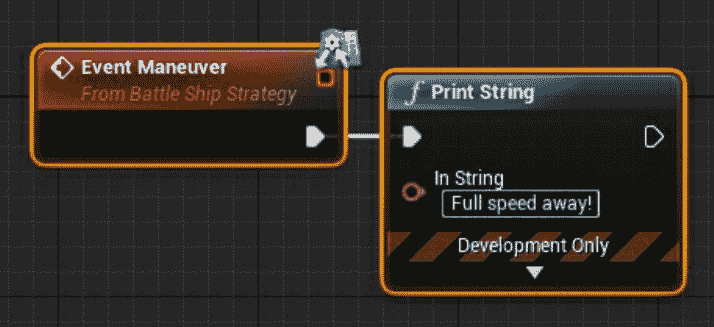 Event Maneuver
From Battle Ship Strategy
f Print String
In String
Full speed away!
Development Only